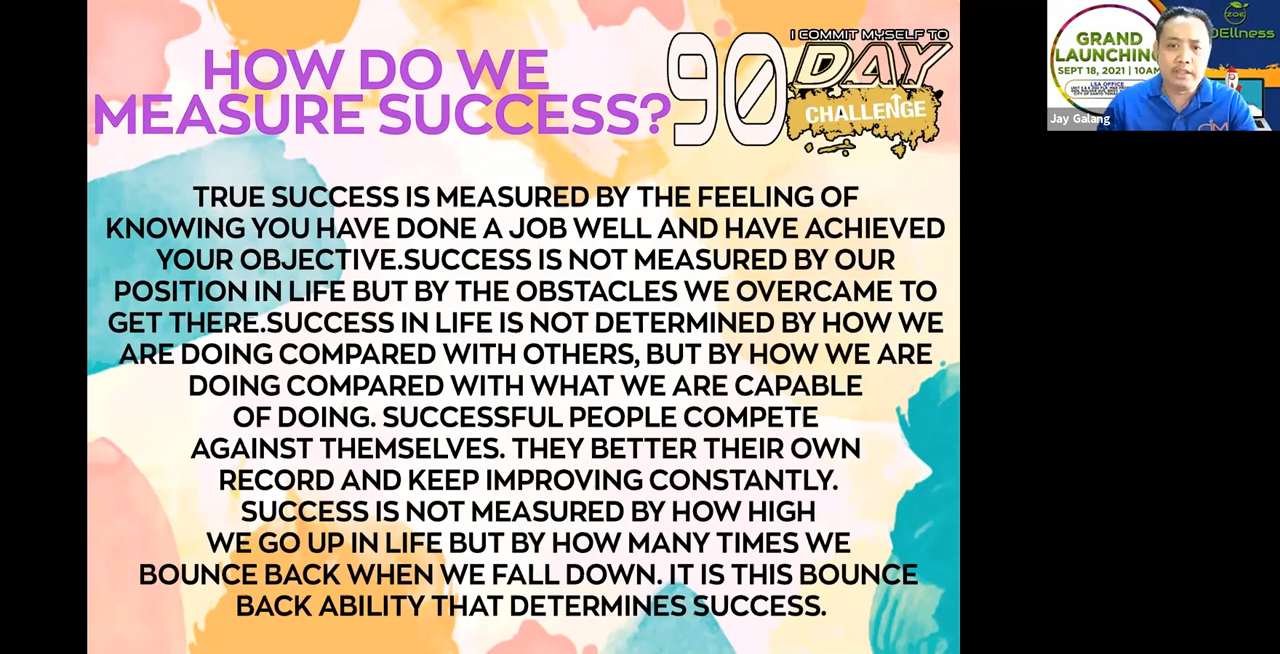 HOW DO WE
MEASURE SUCCESS?
I COMMIT MYSELF TO
90 DAY
CHALLENGE
TRUE SUCCESS IS MEASURED BY THE FEELING OF
KNOWING YOU HAVE DONE A JOB WELL AND HAVE ACHIEVED
YOUR OBJECTIVE.SUCCESS IS NOT MEASURED BY OUR
POSITION IN LIFE BUT BY THE OBSTACLES WE OVERCAME TO
GET THERE.SUCCESS IN LIFE IS NOT DETERMINED BY HOW WE
ARE DOING COMPARED WITH OTHERS, BUT BY HOW WE ARE
DOING COMPARED WITH WHAT WE ARE CAPABLE
OF DOING. SUCCESSFUL PEOPLE COMPETE
AGAINST THEMSELVES. THEY BETTER THEIR OWN
RECORD AND KEEP IMPROVING CONSTANTLY.
SUCCESS IS NOT MEASURED BY HOW HIGH
WE GO UP IN LIFE BUT BY HOW MANY TIMES WE
BOUNCE BACK WHEN WE FALL DOWN. IT IS THIS BOUNCE
BACK ABILITY THAT DETERMINES SUCCESS.
GRAND
LAUNCHING
SEPT 18, 2021 | 10AM
LSA OFFICE
ZOE
OEllness
Jay Galang